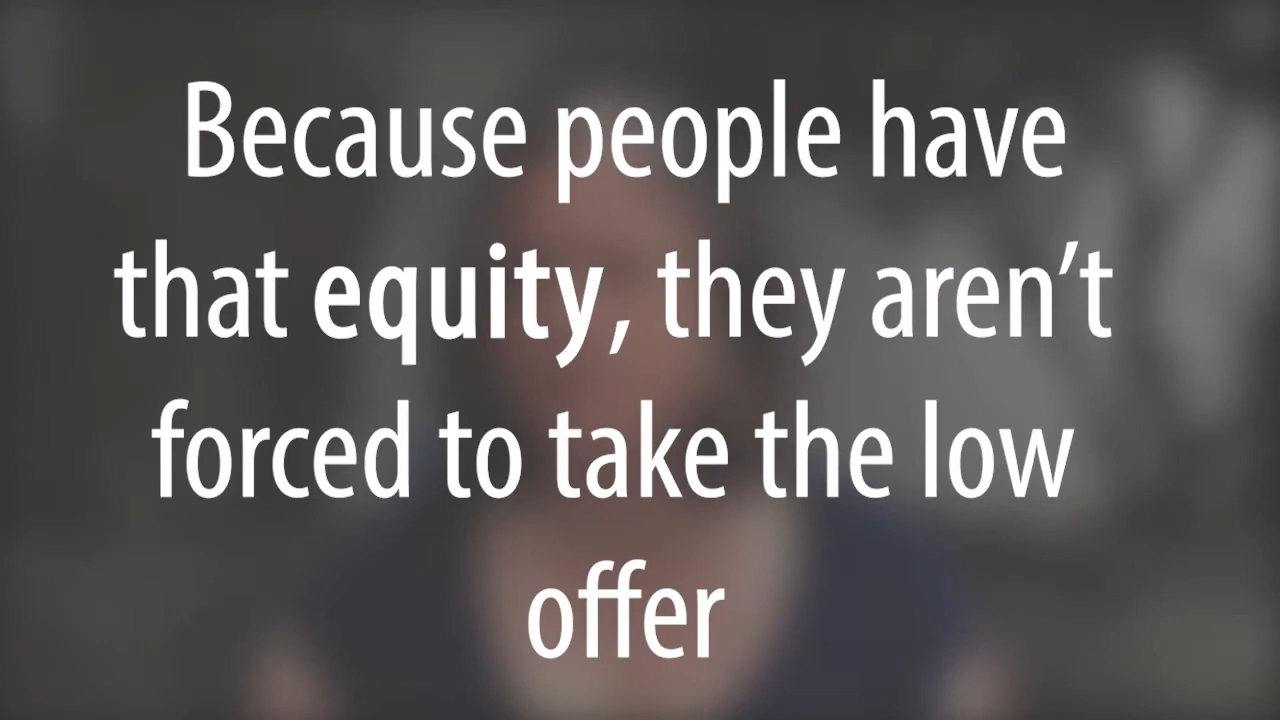 Because people have
that equity, they aren’t
forced to take the low
offer